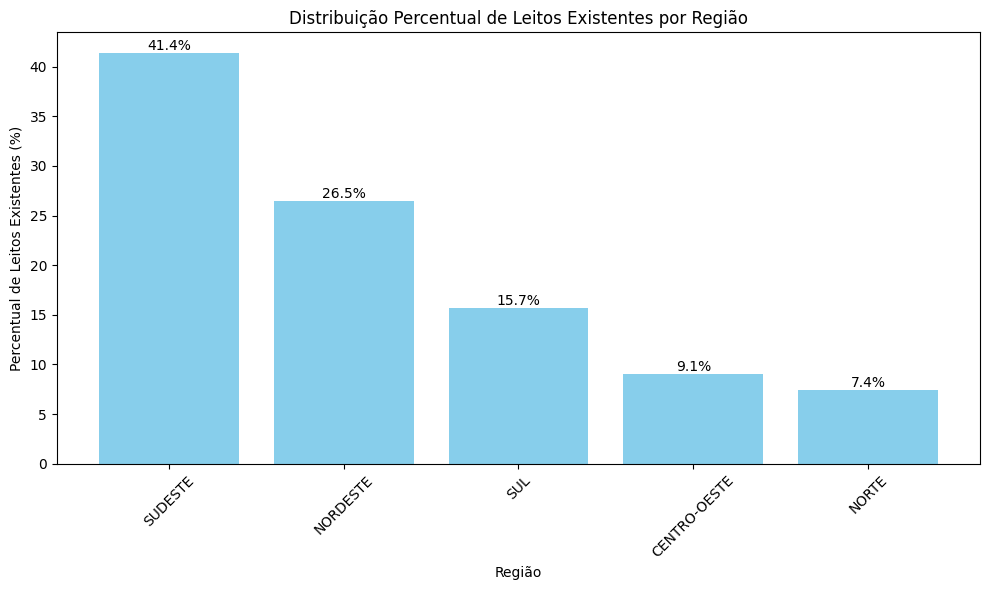 Distribuição Percentual de Leitos Existentes por Região
Percentual de Leitos Existentes (%)
40
35
30
25
20
15
10
5
0
41.4%
26.5%
15.7%
9.1%
7.4%
SUDESTE
NORDESTE
SUL
CENTRO-OESTE
NORTE
Região